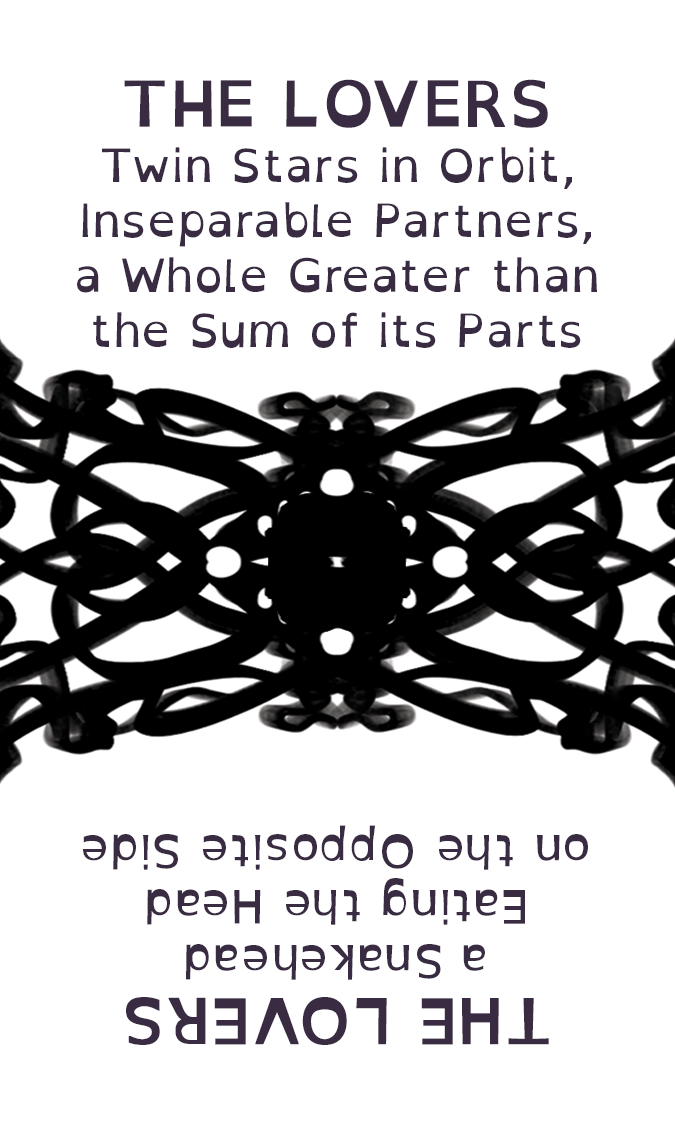 THE LOVERS
Twin Stars in Orbit,
Inseparable Partners,
a Whole Greater than
the Sum of its Parts
THE LOVERS
a Snakehead
Eating the Head
on the Opposite Side